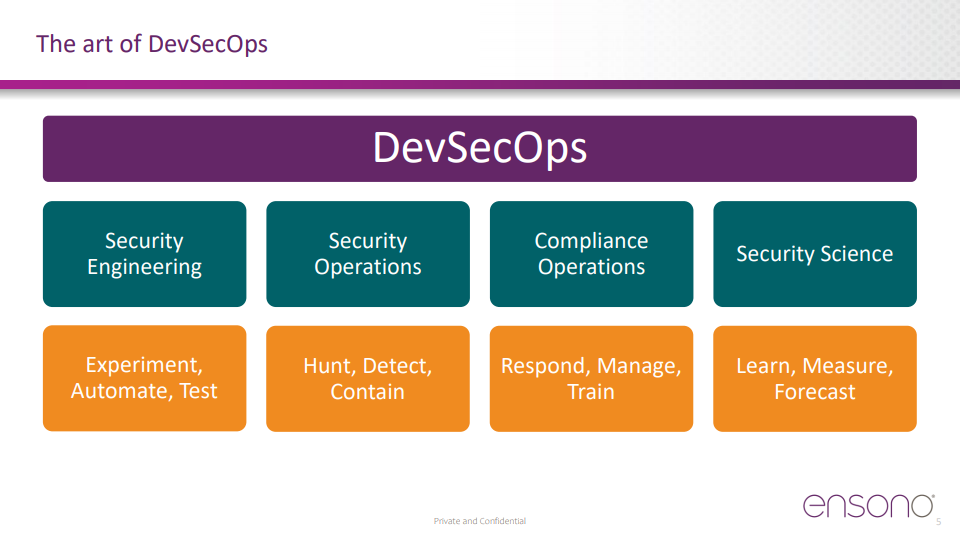 The art of DevSecOps
DevSecOps
Security
Engineering
Security
Operations
Compliance
Operations
Security Science
Experiment,
Automate, Test
Hunt, Detect,
Contain
Respond, Manage,
Train
Learn, Measure,
Forecast
ensono
Private and Confidential
5